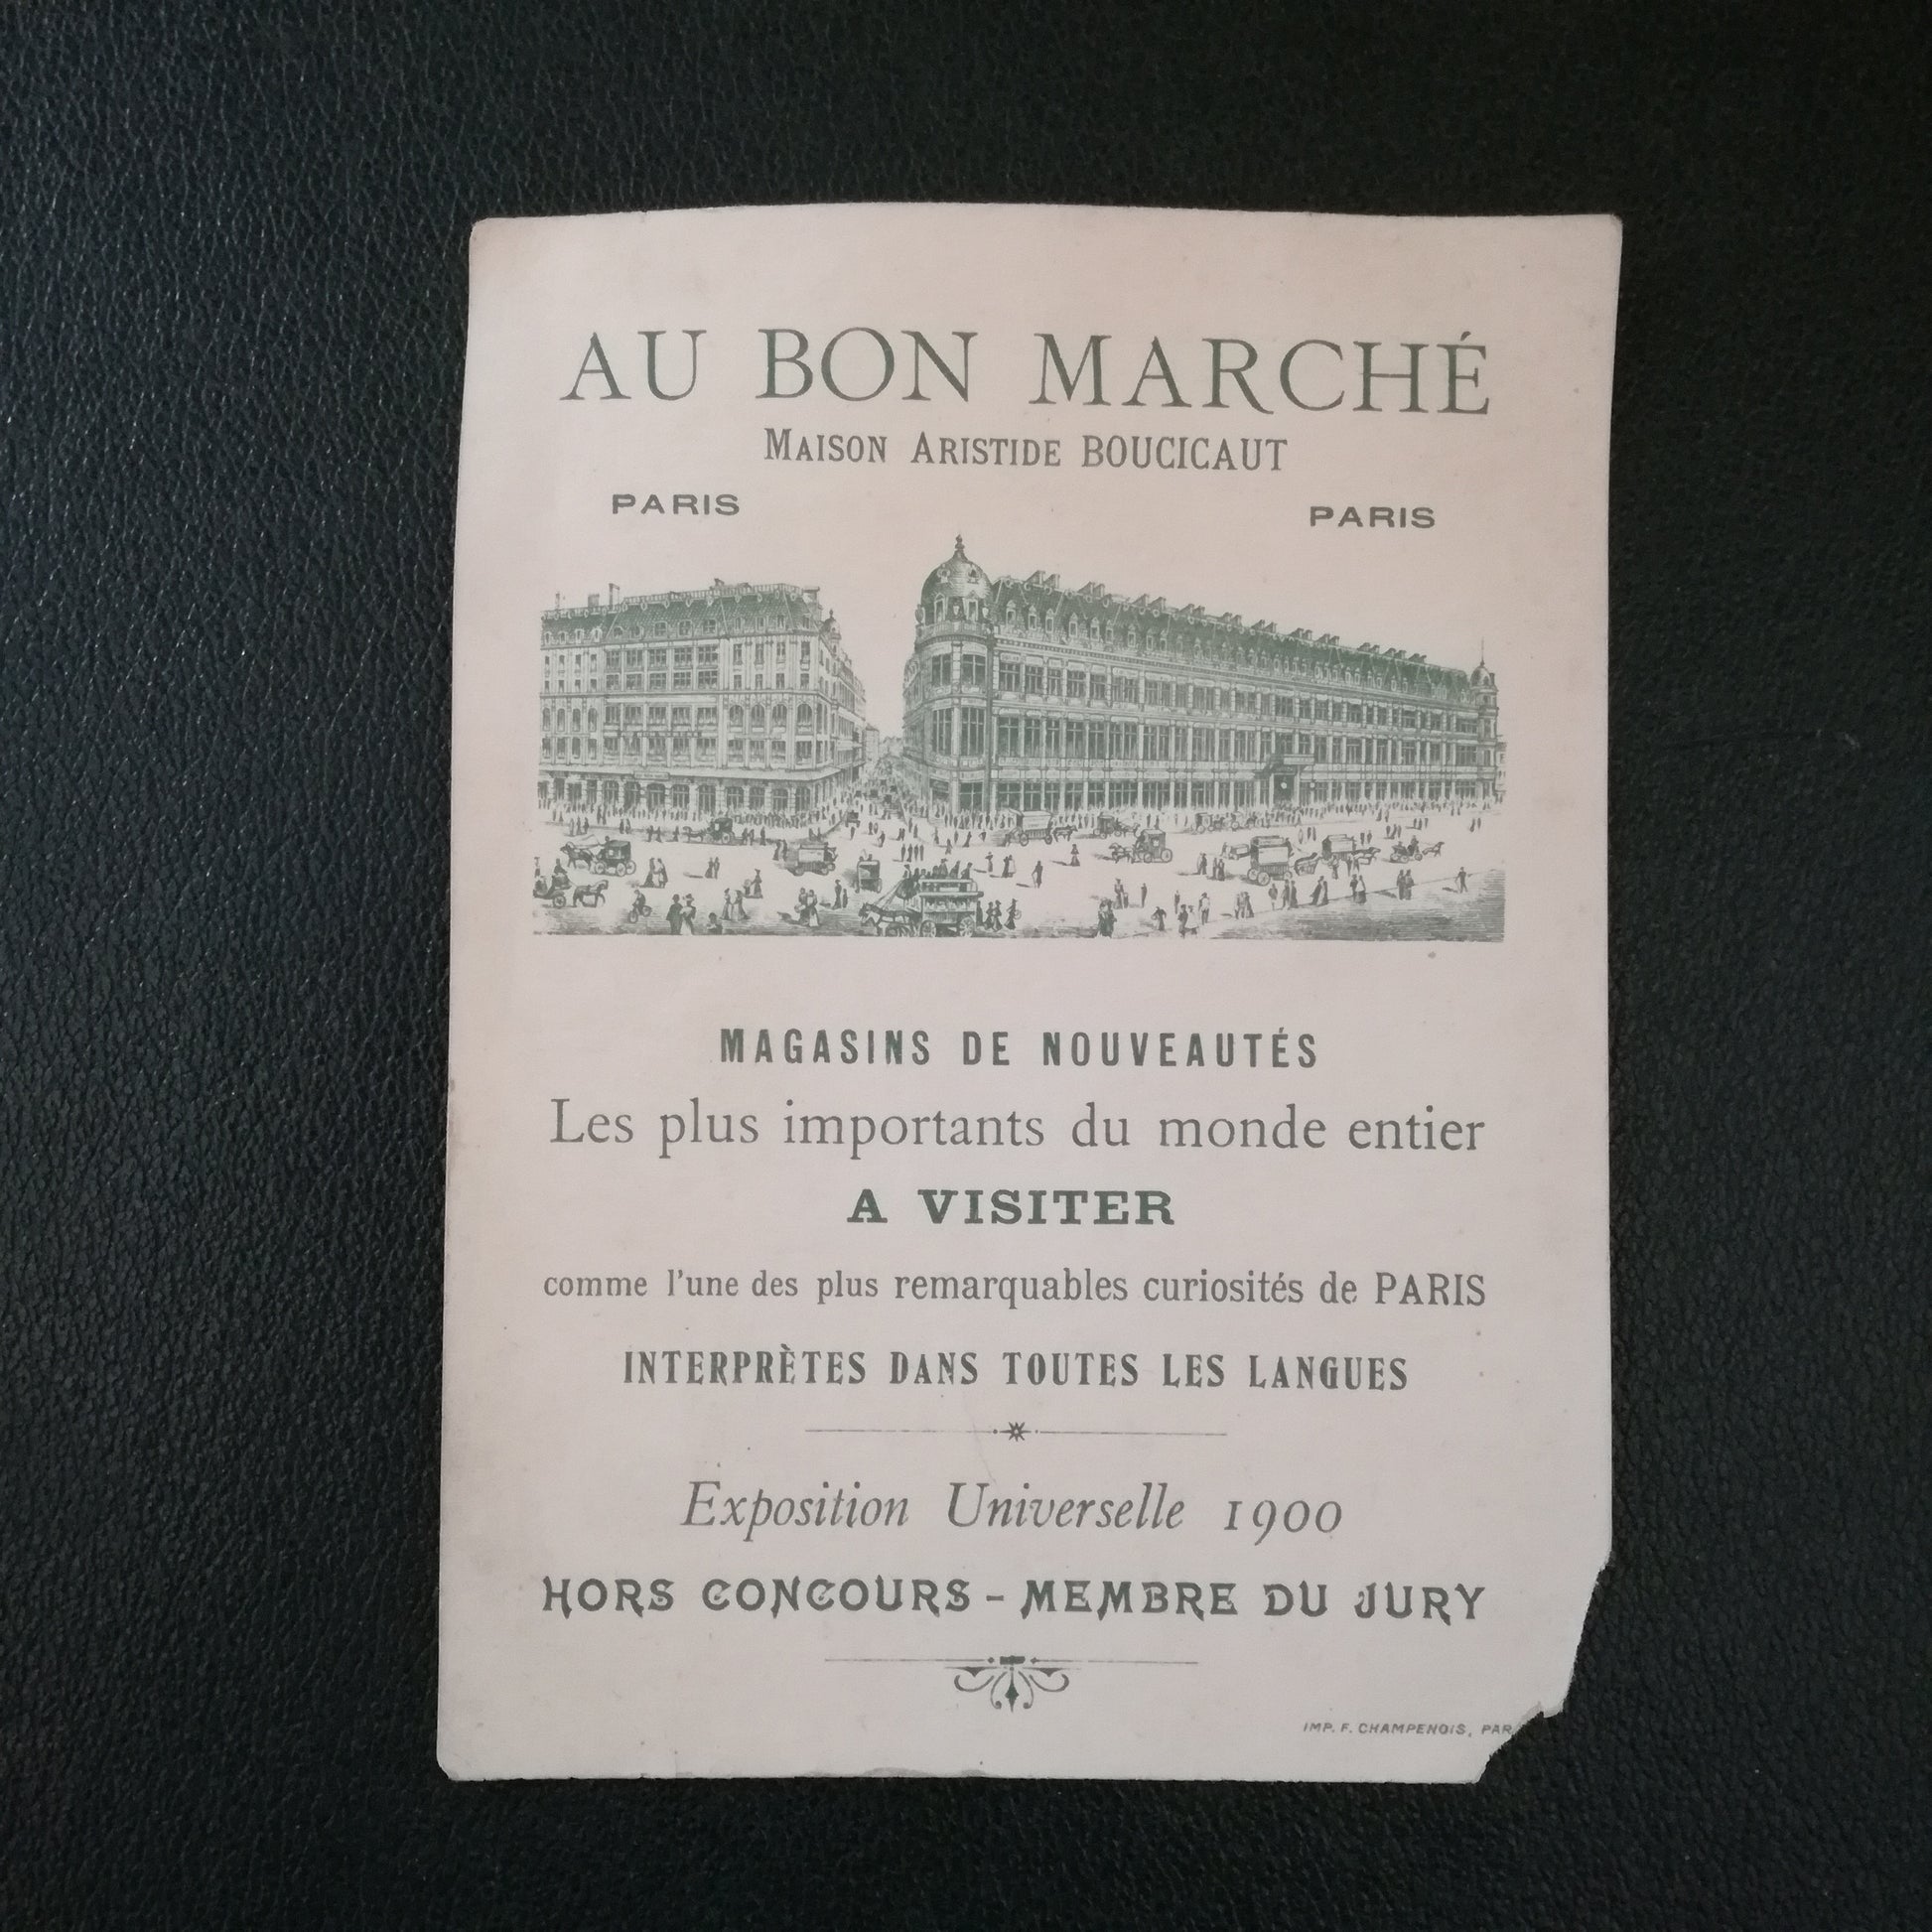 AU BON MARCHÉ
MAISON ARISTIDE BOUCICAUT
PARIS PARIS
MAGASINS DE NOUVEAUTÉS
Les plus importants du monde entier
A VISITER
comme l'une des plus remarquables curiosités de PARIS
INTERPRÈTES DANS TOUTES LES LANGUES
Exposition Universelle 1900
HORS CONCOURS - MEMBRE DU JURY
IMP. F. CHAMPENOIS, PAR